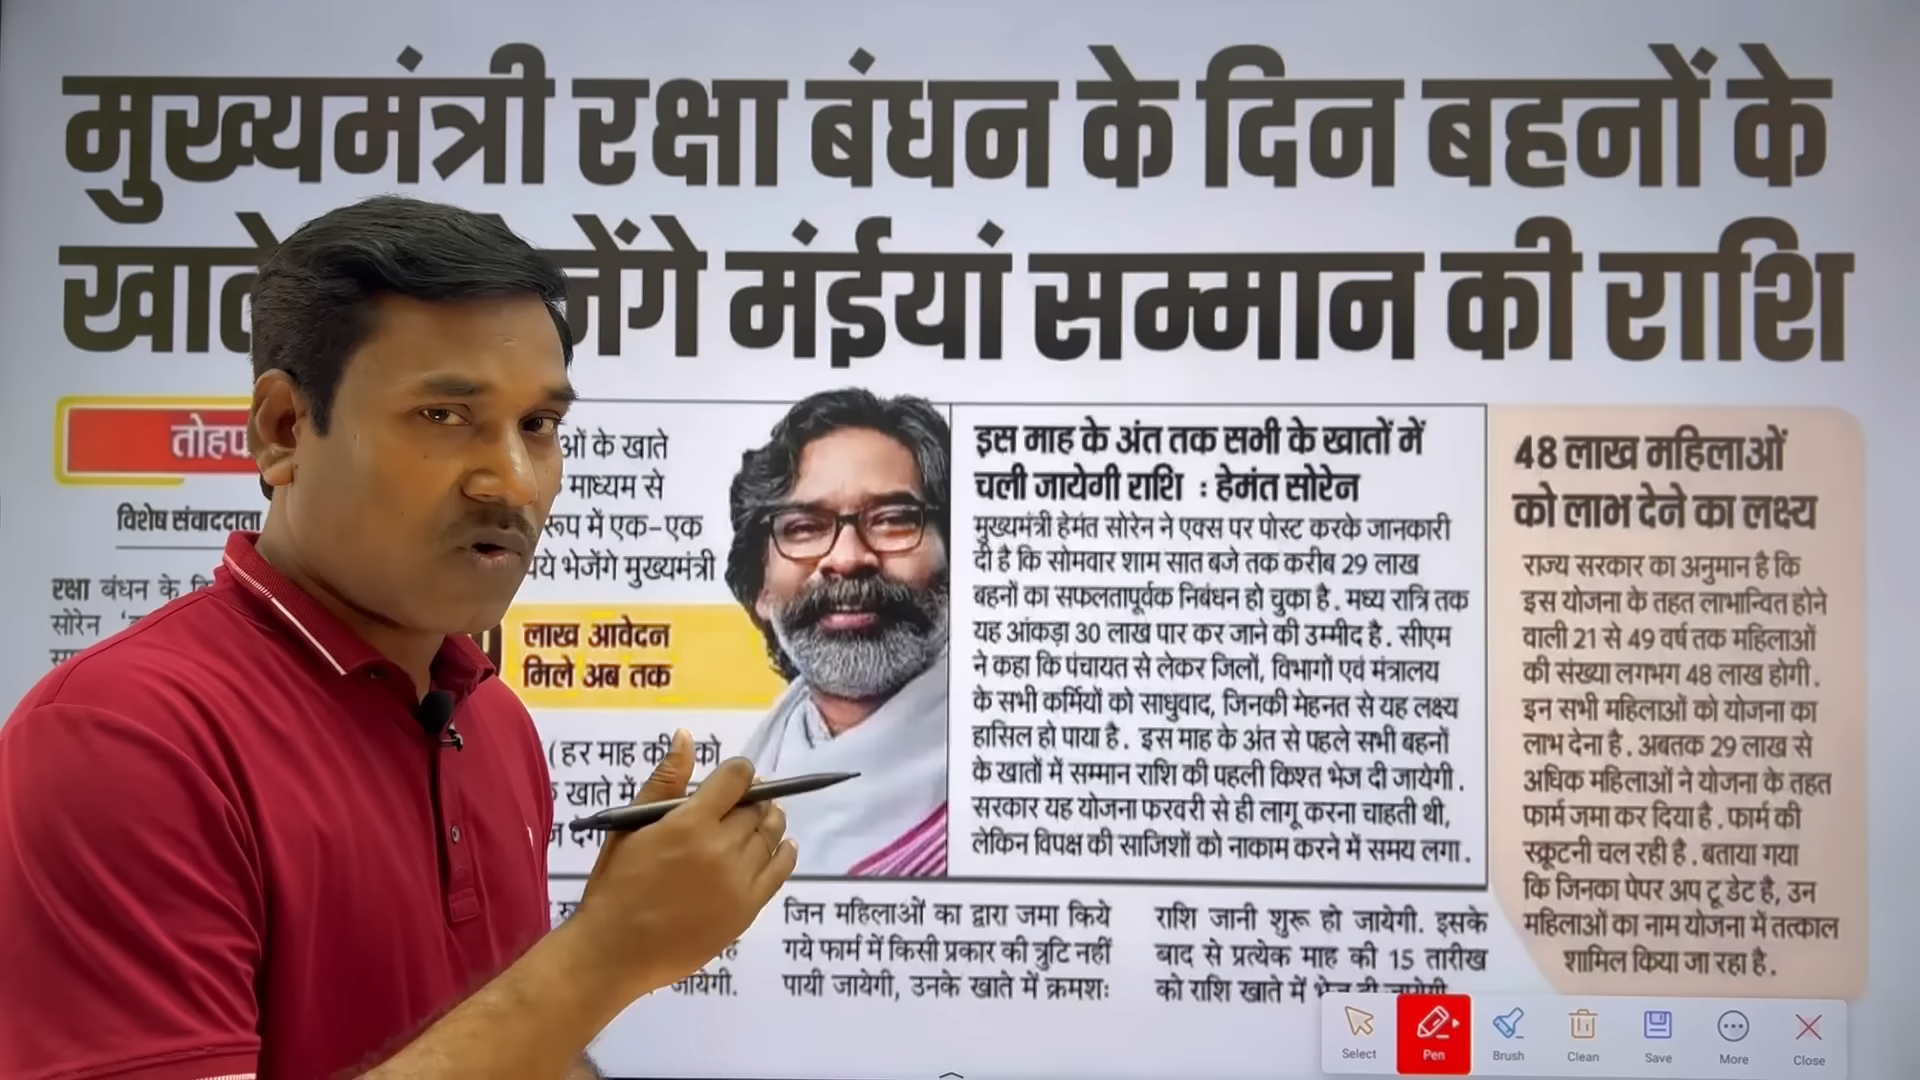 मुख्यमंत्री रक्षा बंधन के दिन बहनों के
मंईयां सम्मान की राशि
विशेष संवाददाता
रक्षा बंधन के
सोरेन
ओं के खाते
माध्यम से
रूप में एक-एक
भेजेंगे मुख्यमंत्री
लाख आवेदन
मिले अब तक
(हर माह की को
खाते में
इस माह के अंत तक सभी के खातों में
चली जायेगी राशि : हेमंत सोरेन
मुख्यमंत्री हेमंत सोरेन ने एक्स पर पोस्ट करके जानकारी
दी है कि सोमवार शाम सात बजे तक करीब 29 लाख
बहनों का सफलतापूर्वक निबंधन हो चुका है. मध्य रात्रि तक
यह आंकड़ा 30 लाख पार कर जाने की उम्मीद है. सीएम
ने कहा कि पंचायत से लेकर जिलों, विभागों एवं मंत्रालय
के सभी कर्मियों को साधुवाद, जिनकी मेहनत से यह लक्ष्य
हासिल हो पाया है. इस माह के अंत से पहले सभी बहनों
के खातों में सम्मान राशि की पहली किश्त भेज दी जायेगी.
सरकार यह योजना फरवरी से ही लागू करना चाहती थी,
लेकिन विपक्ष की साजिशों को नाकाम करने में समय लगा.
48 लाख महिलाओं
को लाभ देने का लक्ष्य
राज्य सरकार का अनुमान है कि
इस योजना के तहत लाभान्वित होने
वाली 21 से 49 वर्ष तक महिलाओं
की संख्या लगभग 48 लाख होगी.
इन सभी महिलाओं को योजना का
लाभ देना है. अबतक 29 लाख से
अधिक महिलाओं ने योजना के तहत
फार्म जमा कर दिया है. फार्म की
स्क्रूटनी चल रही है. बताया गया
कि जिनका पेपर अप टू डेट है, उन
महिलाओं का नाम योजना में तत्काल
शामिल किया जा रहा है.
जायेगी.
जिन महिलाओं का द्वारा जमा किये
गये फार्म में किसी प्रकार की त्रुटि नहीं
पायी जायेगी, उनके खाते में क्रमशः
राशि जानी शुरू हो जायेगी. इसके
बाद से प्रत्येक माह की 15 तारीख
को राशि खाते में
Select Pen Brush Clean Save More Close